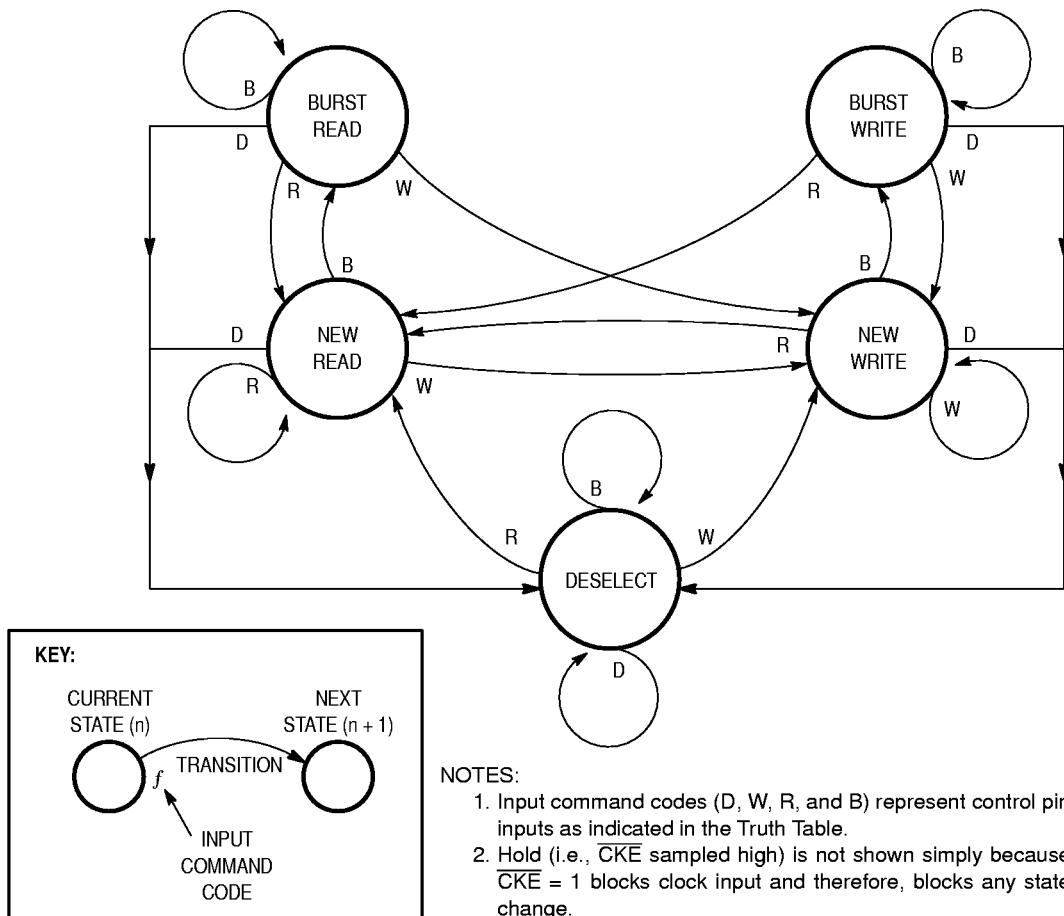 BURST
READ
BURST
WRITE
B
B
D
D
R
W
R
W
B
B
NEW
READ
NEW
WRITE
D
D
R
R
W
W
B
R
W
DESELECT
D
KEY:
CURRENT
STATE (n)
NEXT
STATE (n + 1)
TRANSITION
f
INPUT
COMMAND
CODE
NOTES:
1. Input command codes (D, W, R, and B) represent control pin
inputs as indicated in the Truth Table.
2. Hold (i.e., CKE sampled high) is not shown simply because
CKE = 1 blocks clock input and therefore, blocks any state
change.